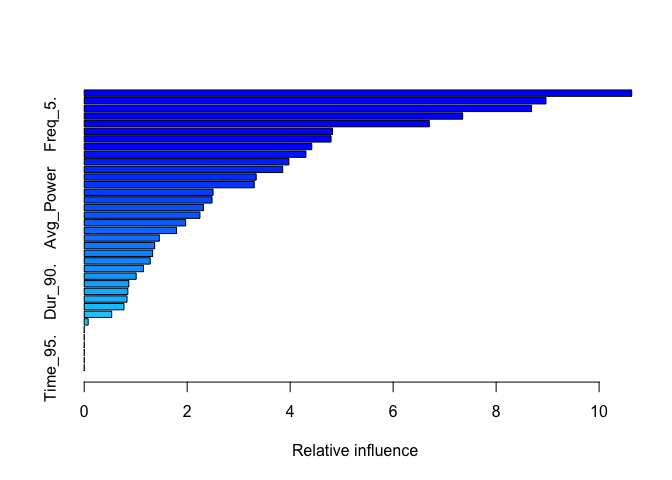 Freq_5.
Avg_Power
Dur_90.
Time_95.
0 2 4 6 8 10
Relative influence